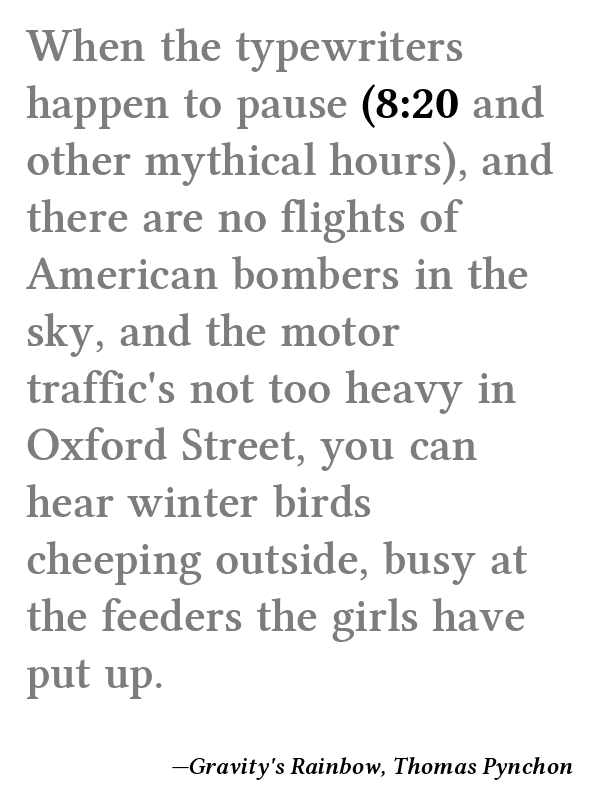 When the typewriters
happen to pause (8:20 and
other mythical hours), and
there are no flights of
American bombers in the
sky, and the motor
traffic's not too heavy in
Oxford Street, you can
hear winter birds
cheeping outside, busy at
the feeders the girls have
put up.
—Gravity's Rainbow, Thomas Pynchon